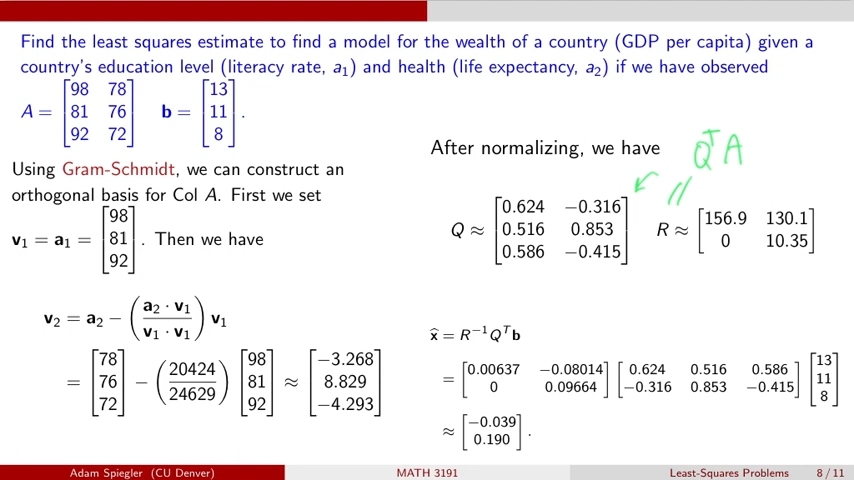 Find the least squares estimate to find a model for the wealth of a country (GDP per capita) given a
country's education level (literacy rate, a₁) and health (life expectancy, a₂) if we have observed
A = [98 78; 81 76; 92 72] b = [13; 11; 8].
Using Gram-Schmidt, we can construct an
orthogonal basis for Col A. First we set
v₁ = a₁ = [98; 81; 92]. Then we have
v₂ = a₂ − (a₂ · v₁ / v₁ · v₁) v₁
= [78; 76; 72] − (20424 / 24629) [98; 81; 92] ≈ [−3.268; 8.829; −4.293]
After normalizing, we have QᵀA
Q ≈ [0.624 −0.316; 0.516 0.853; 0.586 −0.415] R ≈ [156.9 130.1; 0 10.35]
x̂ = R⁻¹Qᵀb
= [0.00637 −0.08014; 0 0.09664] [0.624 0.516 0.586; −0.316 0.853 −0.415] [13; 11; 8]
≈ [−0.039; 0.190].
Adam Spiegler (CU Denver) MATH 3191 Least-Squares Problems 8 / 11